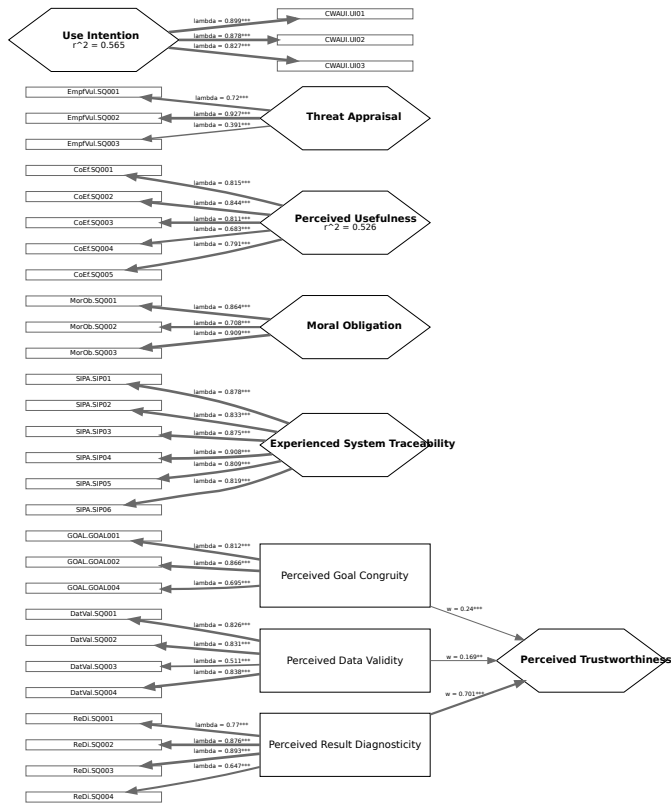 Use Intention
r^2 = 0.565
lambda = 0.899***
lambda = 0.878***
lambda = 0.827***
CWAUI.UI01
CWAUI.UI02
CWAUI.UI03
EmpfVul.SQ001
EmpfVul.SQ002
EmpfVul.SQ003
lambda = 0.72***
lambda = 0.927***
lambda = 0.391***
Threat Appraisal
CoEf.SQ001
CoEf.SQ002
CoEf.SQ003
CoEf.SQ004
CoEf.SQ005
lambda = 0.815***
lambda = 0.844***
lambda = 0.811***
lambda = 0.683***
lambda = 0.791***
Perceived Usefulness
r^2 = 0.526
MorOb.SQ001
MorOb.SQ002
MorOb.SQ003
lambda = 0.864***
lambda = 0.708***
lambda = 0.909***
Moral Obligation
SIPA.SIP01
SIPA.SIP02
SIPA.SIP03
SIPA.SIP04
SIPA.SIP05
SIPA.SIP06
lambda = 0.878***
lambda = 0.833***
lambda = 0.875***
lambda = 0.908***
lambda = 0.809***
lambda = 0.819***
Experienced System Traceability
GOAL.GOAL001
GOAL.GOAL002
GOAL.GOAL004
lambda = 0.812***
lambda = 0.866***
lambda = 0.695***
Perceived Goal Congruity
DatVal.SQ001
DatVal.SQ002
DatVal.SQ003
DatVal.SQ004
lambda = 0.826***
lambda = 0.831***
lambda = 0.511***
lambda = 0.838***
Perceived Data Validity
ReDi.SQ001
ReDi.SQ002
ReDi.SQ003
ReDi.SQ004
lambda = 0.77***
lambda = 0.876***
lambda = 0.893***
lambda = 0.647***
Perceived Result Diagnosticity
w = 0.24***
w = 0.169**
w = 0.701***
Perceived Trustworthiness